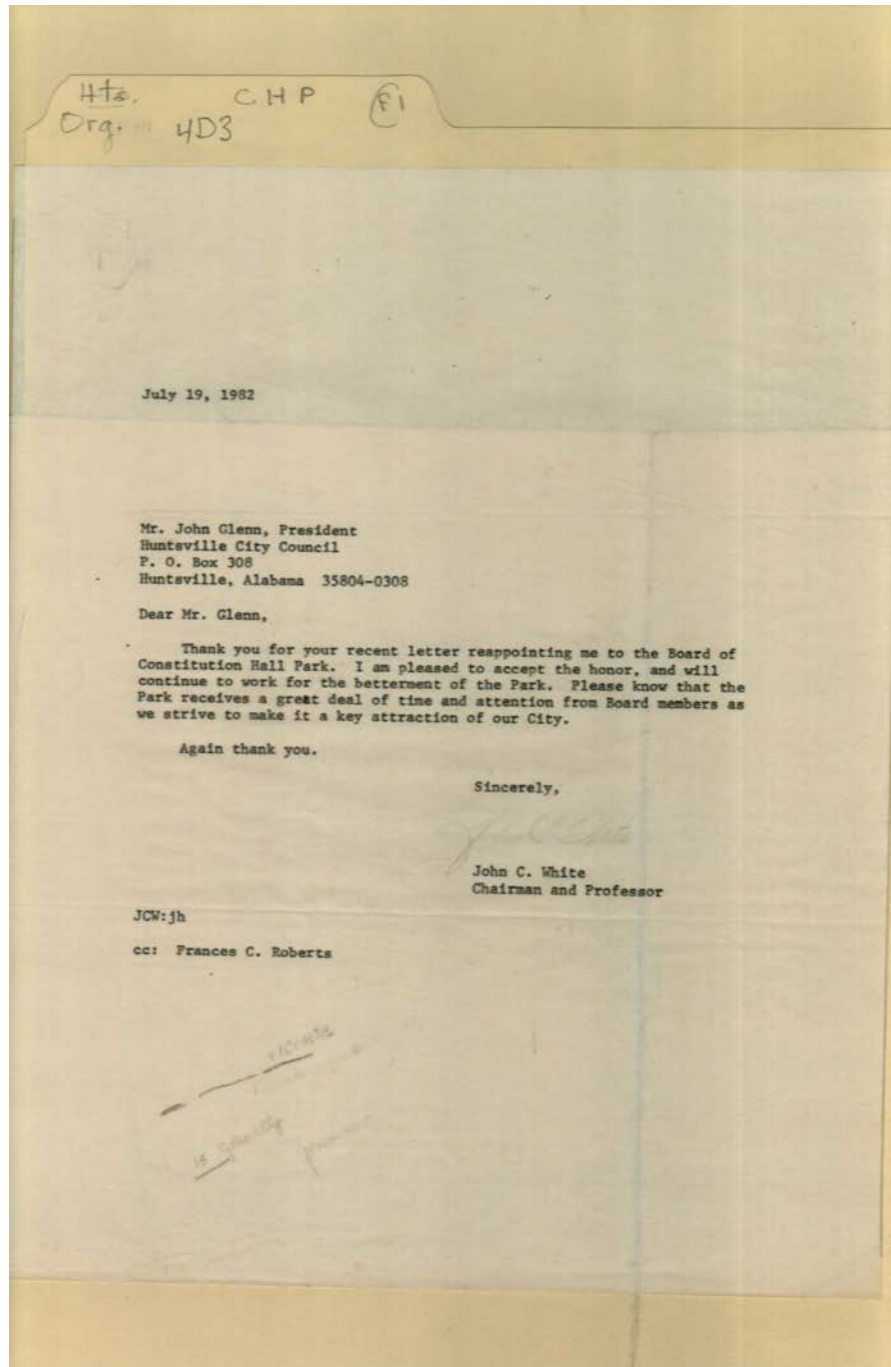 Hts. C.H.P F1
Org. 4D3
July 19, 1982
Mr. John Glenn, President
Huntsville City Council
P. O. Box 308
Huntsville, Alabama 35804-0308
Dear Mr. Glenn,
Thank you for your recent letter reappointing me to the Board of
Constitution Hall Park. I am pleased to accept the honor, and will
continue to work for the betterment of the Park. Please know that the
Park receives a great deal of time and attention from Board members as
we strive to make it a key attraction of our City.
Again thank you.
Sincerely,
John C. White
Chairman and Professor
JCW:jh
cc: Frances C. Roberts